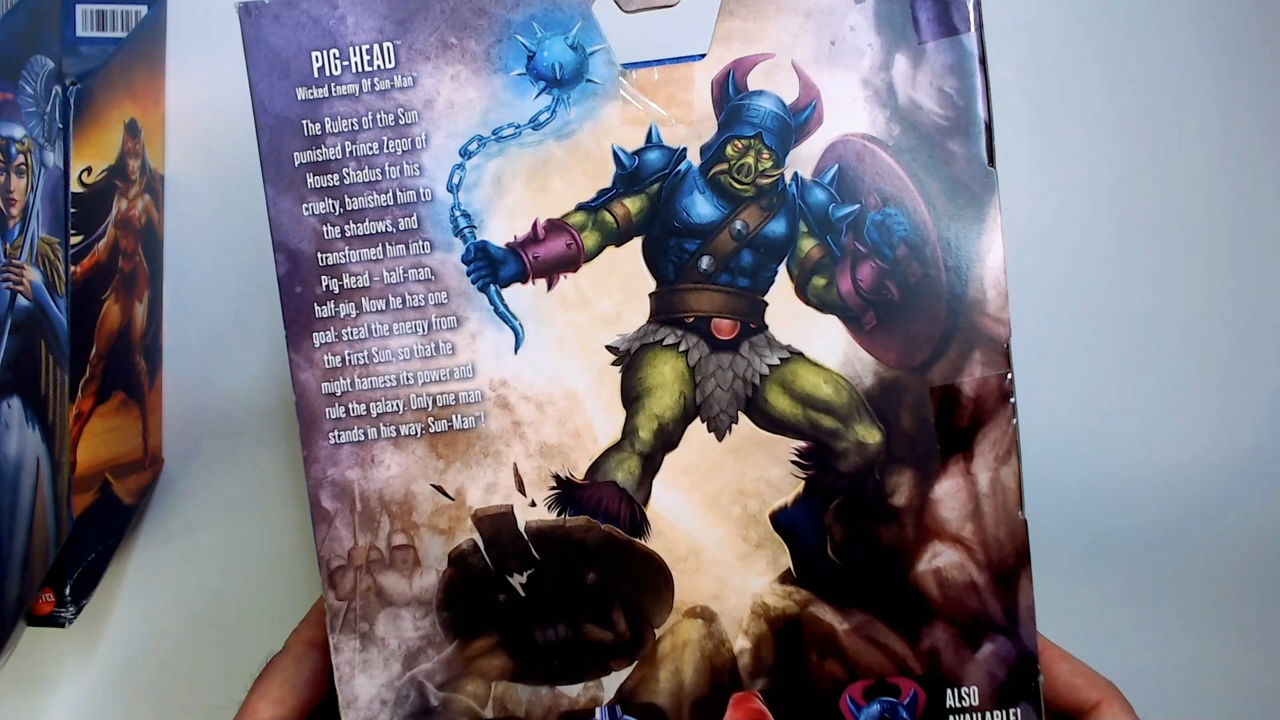 PIG-HEAD™
Wicked Enemy Of Sun-Man™
The Rulers of the Sun
punished Prince Zegor of
House Shadus for his
cruelty, banished him to
the shadows, and
transformed him into
Pig-Head – half-man,
half-pig. Now he has one
goal: steal the energy from
the First Sun, so that he
might harness its power and
rule the galaxy. Only one man
stands in his way: Sun-Man™!
ALSO
AVAILABLE!